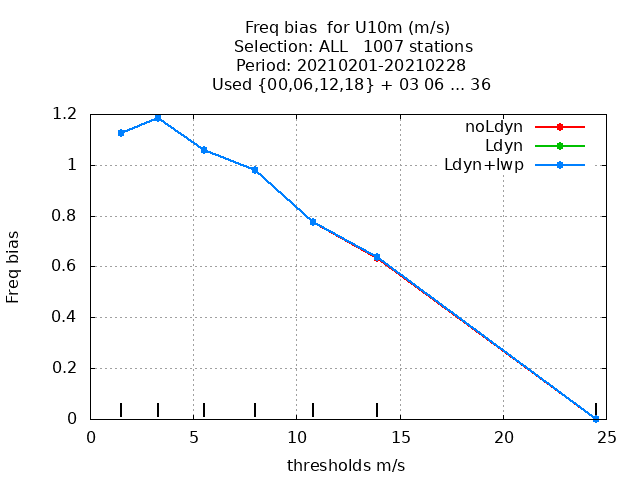 Freq bias  for U10m (m/s)
Selection: ALL   1007 stations
Period: 20210201-20210228
Used {00,06,12,18} + 03 06 ... 36
noLdyn
Ldyn
Ldyn+lwp
1.2
1
0.8
0.6
0.4
0.2
0
Freq bias
0 5 10 15 20 25
thresholds m/s